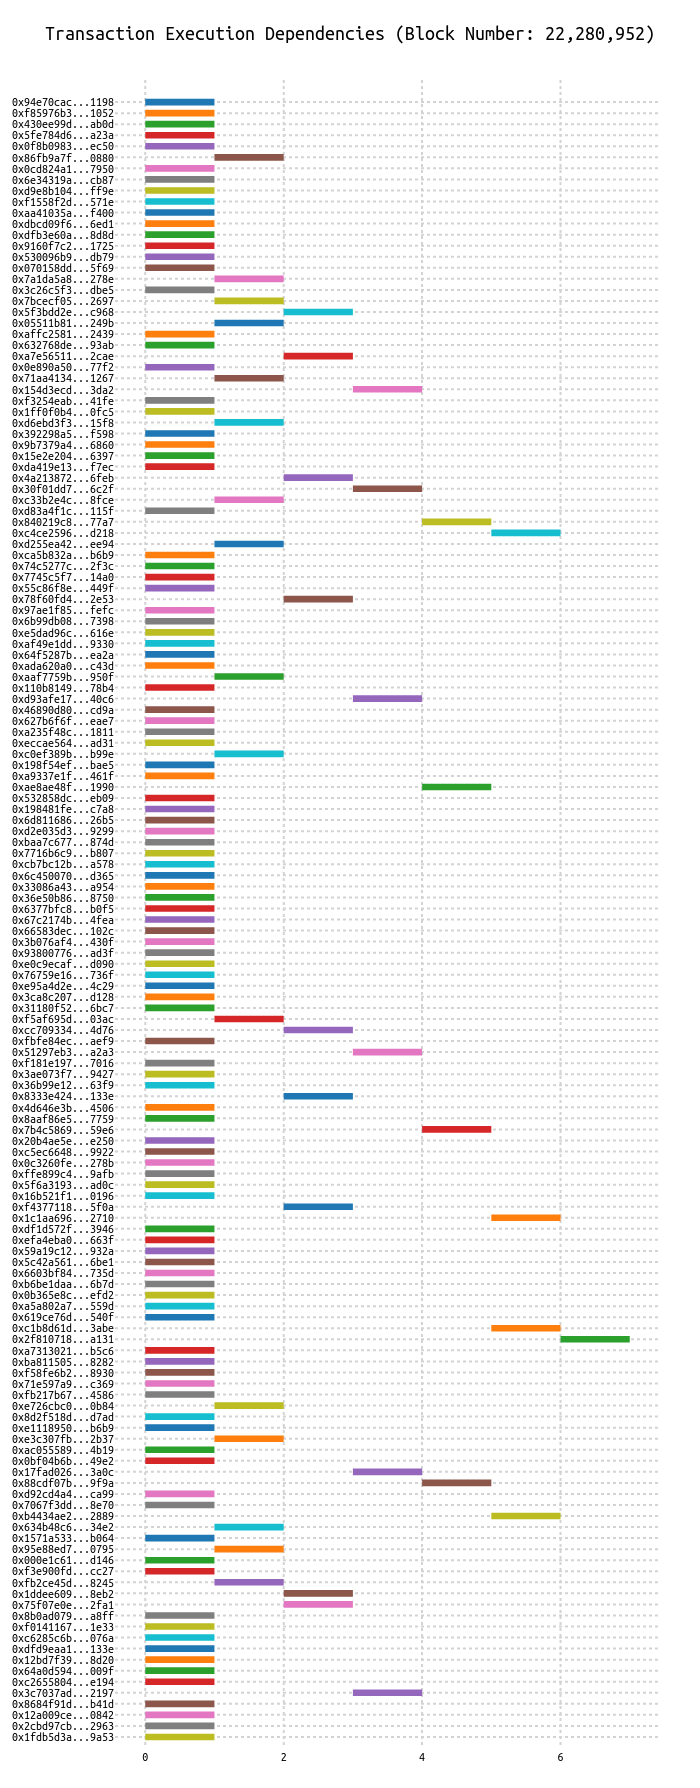 Transaction Execution Dependencies (Block Number: 22,280,952)
0x94e70cac...1198
0xf85976b3...1052
0x430ee99d...ab0d
0x5fe784d6...a23a
0x0f8b0983...ec50
0x86fb9a7f...0880
0x0cd824a1...7950
0x6e34319a...cb87
0xd9e8b104...ff9e
0xf1558f2d...571e
0xaa41035a...f400
0xdbcd09f6...6ed1
0xdfb3e60a...8d8d
0x9160f7c2...1725
0x530096b9...db79
0x070158dd...5f69
0x7a1da5a8...278e
0x3c26c5f3...dbe5
0x7bcecf05...2697
0x5f3bdd2e...c968
0x05511b81...249b
0xaffc2581...2439
0x632768de...93ab
0xa7e56511...2cae
0x0e890a50...77f2
0x71aa4134...1267
0x154d3ecd...3da2
0xf3254eab...41fe
0x1ff0f0b4...0fc5
0xd6ebd3f3...15f8
0x392298a5...f598
0x9b7379a4...6860
0x15e2e204...6397
0xda419e13...f7ec
0x4a213872...6feb
0x30f01dd7...6c2f
0xc33b2e4c...8fce
0xd83a4f1c...115f
0x840219c8...77a7
0xc4ce2596...d218
0xd255ea42...ee94
0xca5b832a...b6b9
0x74c5277c...2f3c
0x7745c5f7...14a0
0x55c86f8e...449f
0x78f60fd4...2e53
0x97ae1f85...fefc
0x6b99db08...7398
0xe5dad96c...616e
0xaf49e1dd...9330
0x64f5287b...ea2a
0xada620a0...c43d
0xaaf7759b...950f
0x110b8149...78b4
0xd93afe17...40c6
0x46890d80...cd9a
0x627b6f6f...eae7
0xa235f48c...1811
0xeccae564...ad31
0xc0ef389b...b99e
0x198f54ef...bae5
0xa9337e1f...461f
0xae8ae48f...1990
0x532858dc...eb09
0x198481fe...c7a8
0x6d811686...26b5
0xd2e035d3...9299
0xbaa7c677...874d
0x7716b6c9...b807
0xcb7bc12b...a578
0x6c450070...d365
0x33086a43...a954
0x36e50b86...8750
0x6377bfc8...b0f5
0x67c2174b...4fea
0x66583dec...102c
0x3b076af4...430f
0x93800776...ad3f
0xe0c9ecaf...d090
0x76759e16...736f
0xe95a4d2e...4c29
0x3ca8c207...d128
0x31180f52...6bc7
0xf5af695d...03ac
0xcc709334...4d76
0xfbfe84ec...aef9
0x51297eb3...a2a3
0xf181e197...7016
0x3ae073f7...9427
0x36b99e12...63f9
0x8333e424...133e
0x4d646e3b...4506
0x8aaf86e5...7759
0x7b4c5869...59e6
0x20b4ae5e...e250
0xc5ec6648...9922
0x0c3260fe...278b
0xffe899c4...9afb
0x5f6a3193...ad0c
0x16b521f1...0196
0xf4377118...5f0a
0x1c1aa696...2710
0xdf1d572f...3946
0xefa4eba0...663f
0x59a19c12...932a
0x5c42a561...6be1
0x6603bf84...735d
0xb6be1daa...6b7d
0x0b365e8c...efd2
0xa5a802a7...559d
0x619ce76d...540f
0xc1b8d61d...3abe
0x2f810718...a131
0xa7313021...b5c6
0xba811505...8282
0xf58fe6b2...8930
0x71e597a9...c369
0xfb217b67...4586
0xe726cbc0...0b84
0x8d2f518d...d7ad
0xe1118950...b6b9
0xe3c307fb...2b37
0xac055589...4b19
0x0bf04b6b...49e2
0x17fad026...3a0c
0x88cdf07b...9f9a
0xd92cd4a4...ca99
0x7067f3dd...8e70
0xb4434ae2...2889
0x634b48c6...34e2
0x1571a533...b064
0x95e88ed7...0795
0x000e1c61...d146
0xf3e900fd...cc27
0xfb2ce45d...8245
0x1ddee609...8eb2
0x75f07e0e...2fa1
0x8b0ad079...a8ff
0xf0141167...1e33
0xc6285c6b...076a
0xdfd9eaa1...133e
0x12bd7f39...8d20
0x64a0d594...009f
0xc2655804...e194
0x3c7037ad...2197
0x8684f91d...b41d
0x12a009ce...0842
0x2cbd97cb...2963
0x1fdb5d3a...9a53
0 2 4 6